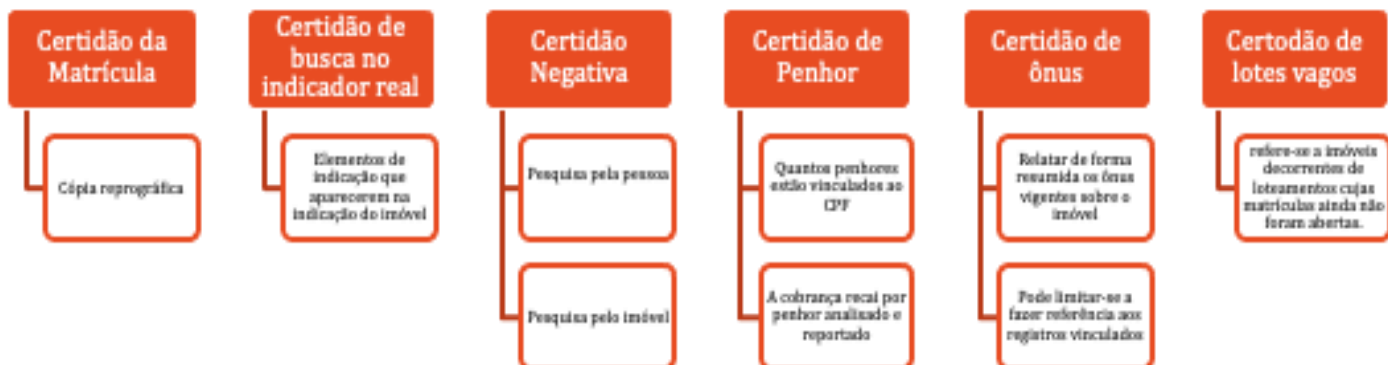 Certidão da
Matrícula
Cópia reprográfica
Certidão de
busca no
indicador real
Elementos de
indicação que
aparecerem na
indicação do imóvel
Certidão
Negativa
Pesquisa pela pessoa
Pesquisa pelo imóvel
Certidão de
Penhor
Quantos penhores
estão vinculados ao
CPF
A cobrança recai por
penhor analisado e
reportado
Certidão de
ônus
Relatar de forma
resumida os ônus
vigentes sobre o
imóvel
Pode limitar-se a
fazer referência aos
registros vinculados
Certodão de
lotes vagos
refere-se a imóveis
decorrentes de
loteamentos cujas
matrículas ainda não
foram abertas.